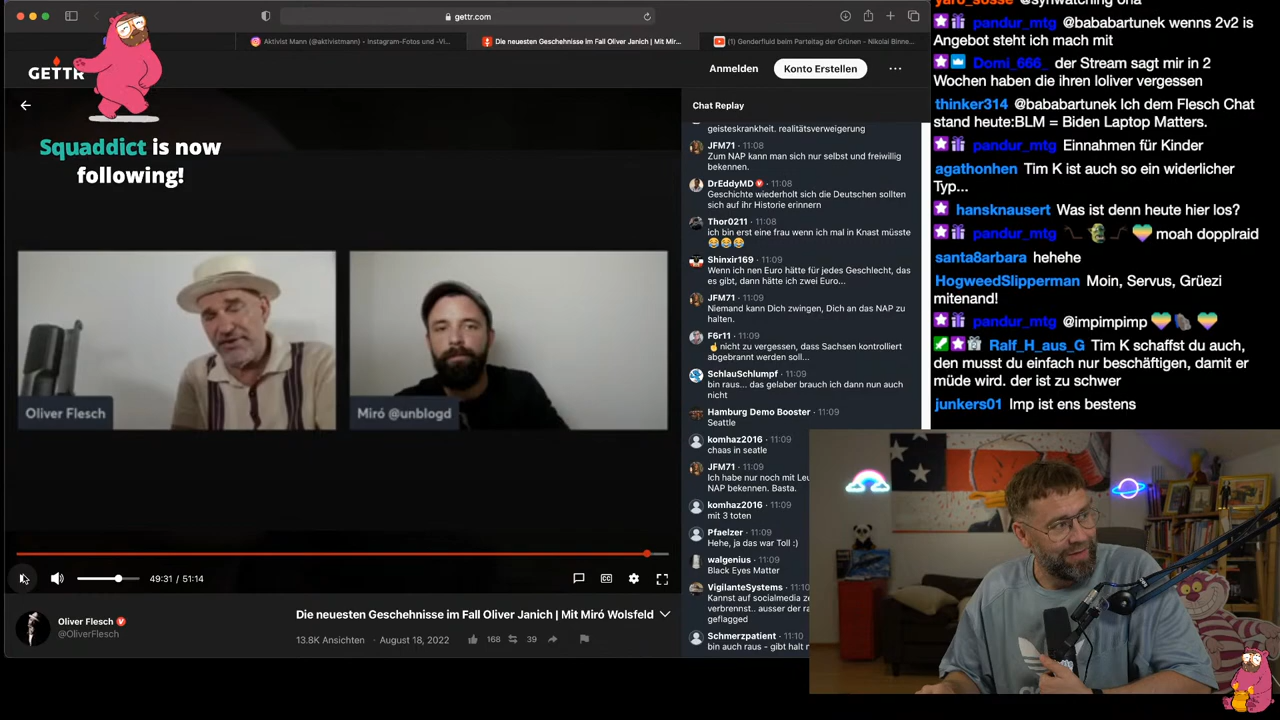 gettr.com
Aktivist Mann (@aktivistmann) • Instagram-Fotos und -Vi...
Die neuesten Geschehnisse im Fall Oliver Janich | Mit Mir...
(1) Genderfluid beim Parteitag der Grünen - Nikolai Binne...
GETTR
Anmelden
Konto Erstellen
Squaddict is now
following!
Oliver Flesch
Miró @unblogd
49:31 / 51:14
Oliver Flesch
@OliverFlesch
Die neuesten Geschehnisse im Fall Oliver Janich | Mit Miró Wolsfeld
13.8K Ansichten · August 18, 2022
168
39
Chat Replay
geisteskrankheit. realitätsverweigerung
JFM71 · 11:08
Zum NAP kann man sich nur selbst und freiwillig
bekennen.
DrEddyMD V · 11:08
Geschichte wiederholt sich die Deutschen sollten
sich auf ihr Historie erinnern
Thor0211 · 11:08
ich bin erst eine frau wenn ich mal in Knast müsste
😂😂😂
Shinxir169 · 11:09
Wenn ich nen Euro hätte für jedes Geschlecht, das
es gibt, dann hätte ich zwei Euro...
JFM71 · 11:09
Niemand kann Dich zwingen, Dich an das NAP zu
halten.
F6r11 · 11:09
☝nicht zu vergessen, dass Sachsen kontrolliert
abgebrannt werden soll...
SchlauSchlumpf · 11:09
bin raus... das gelaber brauch ich dann nun auch
nicht
Hamburg Demo Booster · 11:09
Seattle
komhaz2016 · 11:09
chaas in seatle
JFM71 · 11:09
Ich habe nur noch mit Leu
NAP bekennen. Basta.
komhaz2016 · 11:09
mit 3 toten
Pfaelzer · 11:09
Hehe, ja das war Toll :)
walgenius · 11:09
Black Eyes Matter
VigilanteSystems · 11:10
Kannst auf socialmedia ze
verbrennst.. ausser der ra
geflagged
Schmerzpatient · 11:10
bin auch raus - gibt halt n
pandur_mtg @bababartunek wenns 2v2 is
Angebot steht ich mach mit
Domi_666_ der Stream sagt mir in 2
Wochen haben die ihren loliver vergessen
thinker314 @bababartunek Ich dem Flesch Chat
stand heute:BLM = Biden Laptop Matters.
pandur_mtg Einnahmen für Kinder
agathonhen Tim K ist auch so ein widerlicher
Typ...
hansknausert Was ist denn heute hier los?
pandur_mtg moah dopplraid
santa8arbara hehehe
HogweedSlipperman Moin, Servus, Grüezi
mitenand!
pandur_mtg @impimpimp
Ralf_H_aus_G Tim K schaffst du auch,
den musst du einfach nur beschäftigen, damit er
müde wird. der ist zu schwer
junkers01 Imp ist ens bestens